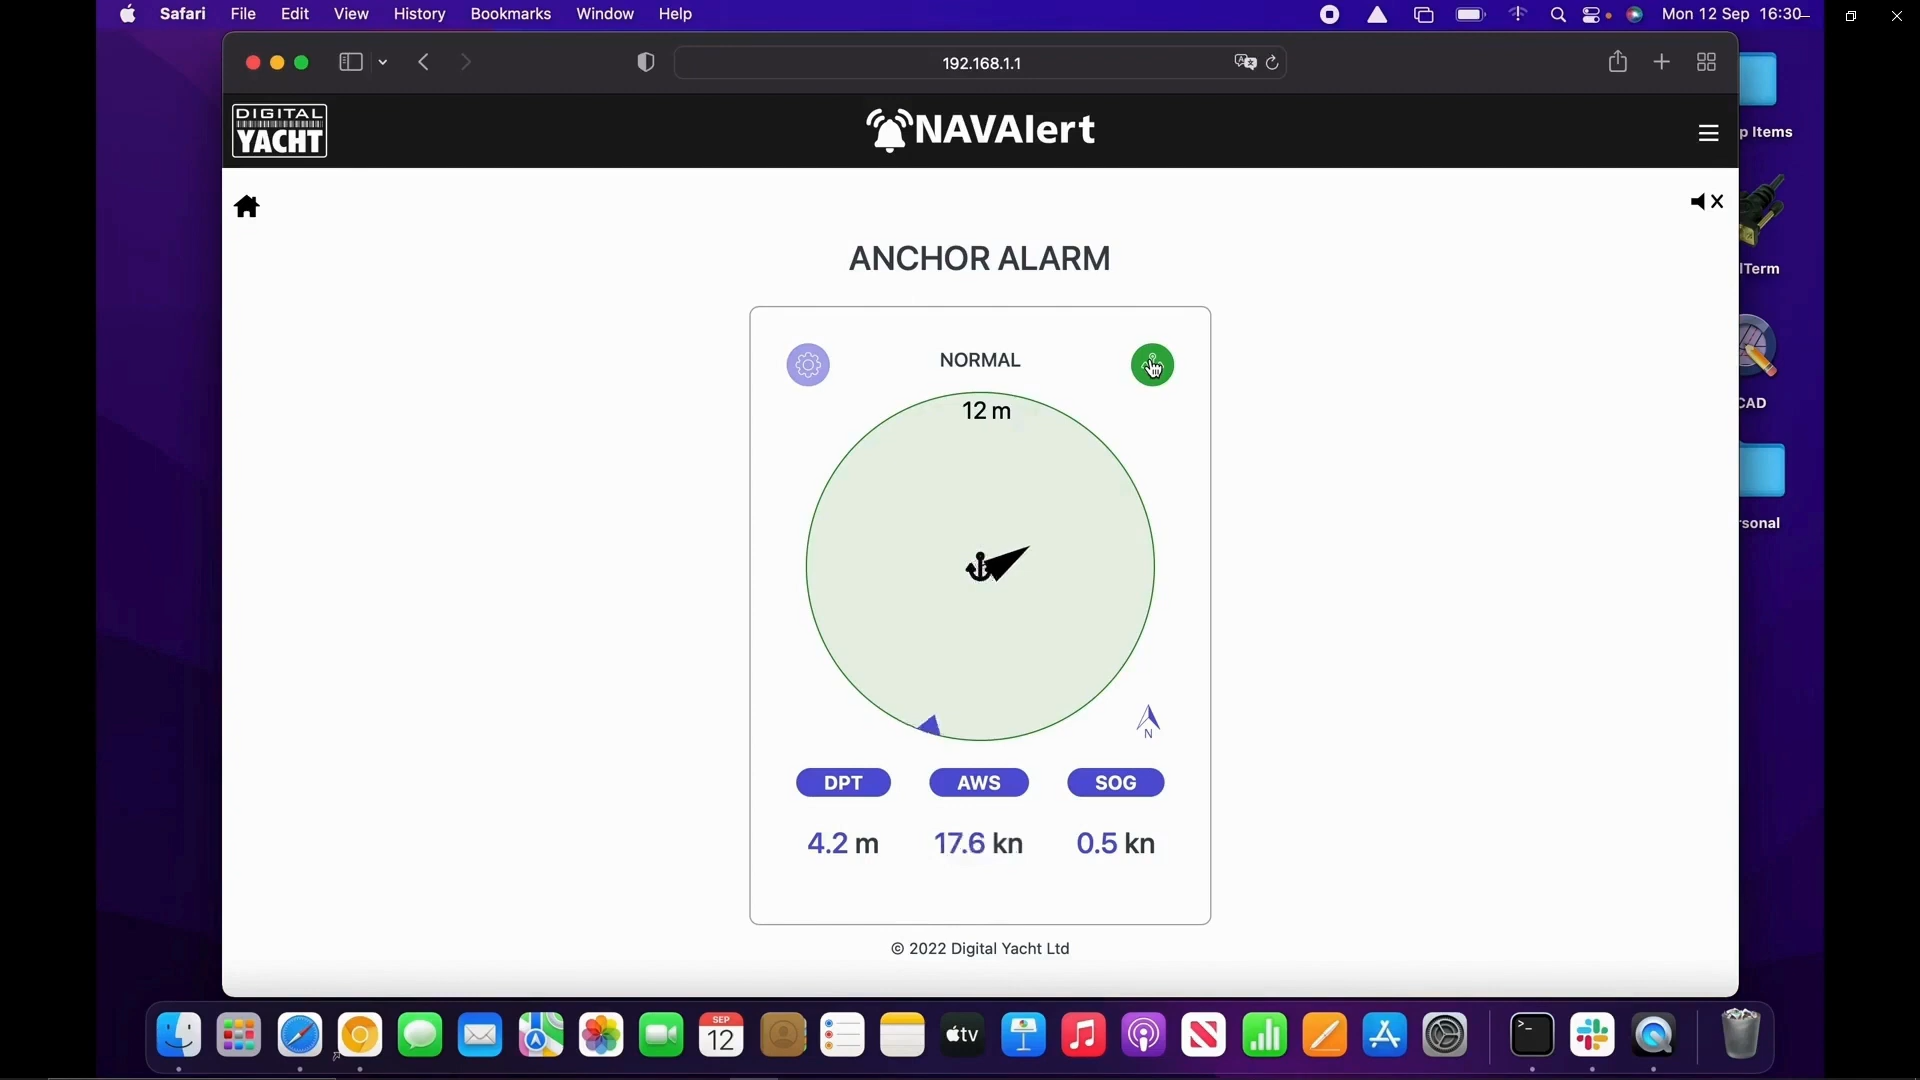 Safari File Edit View History Bookmarks Window Help Mon 12 Sep 16:30
192.168.1.1
DIGITAL
YACHT
NAVAlert
p Items
ANCHOR ALARM
lTerm
NORMAL
CAD
12 m
rsonal
N
DPT AWS SOG
4.2 m 17.6 kn 0.5 kn
© 2022 Digital Yacht Ltd
SEP
12
tv